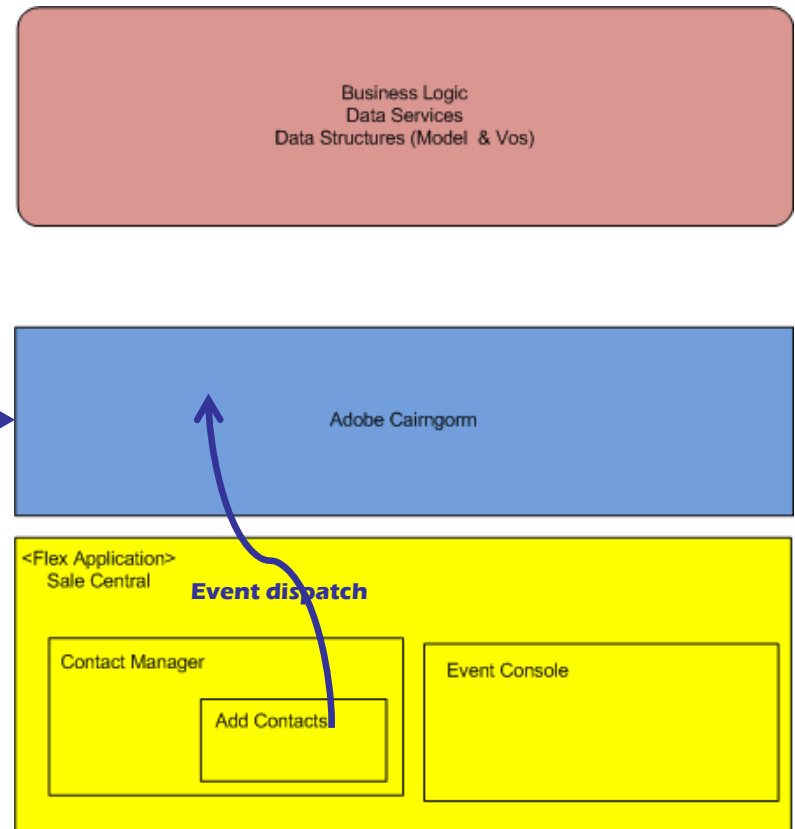 Business Logic
Data Services
Data Structures (Model & Vos)
Adobe Cairngorm
<Flex Application>
Sale Central
Event dispatch
Contact Manager
Add Contacts
Event Console